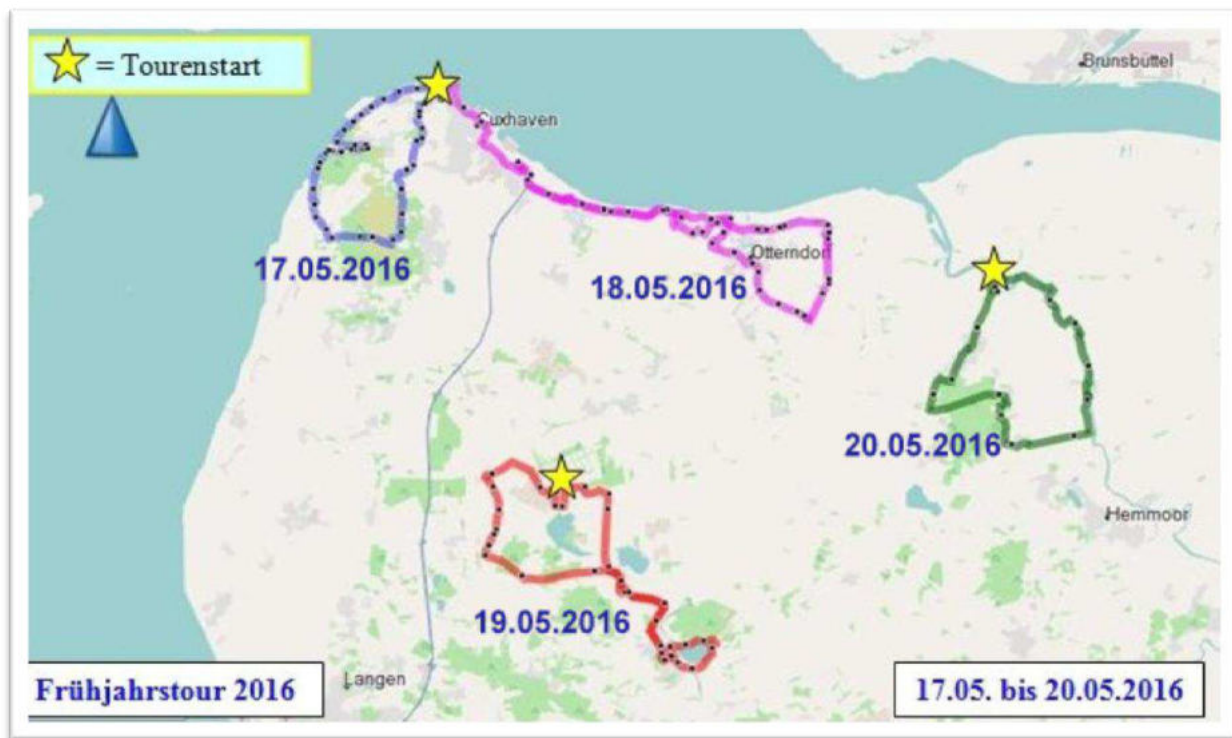 = Tourenstart
Brunsbüttel
Cuxhaven
Otterndorf
17.05.2016
18.05.2016
20.05.2016
Hemmoor
19.05.2016
Langen
Frühjahrstour 2016
17.05. bis 20.05.2016